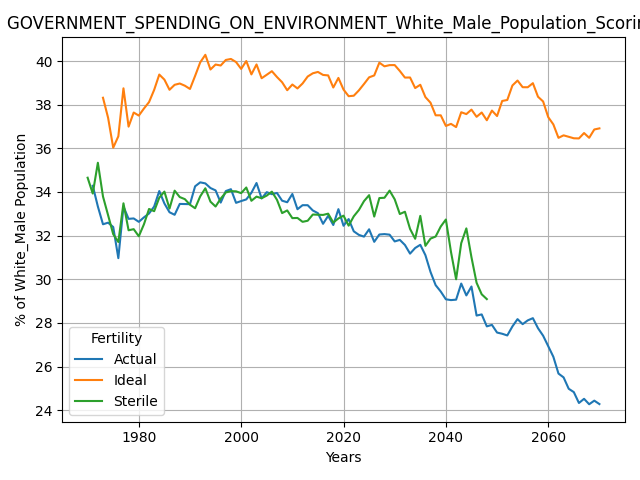 GOVERNMENT_SPENDING_ON_ENVIRONMENT_White_Male_Population_Scorin
% of White_Male Population
40
38
36
34
32
30
28
26
24
Fertility
Actual
Ideal
Sterile
1980 2000 2020 2040 2060
Years